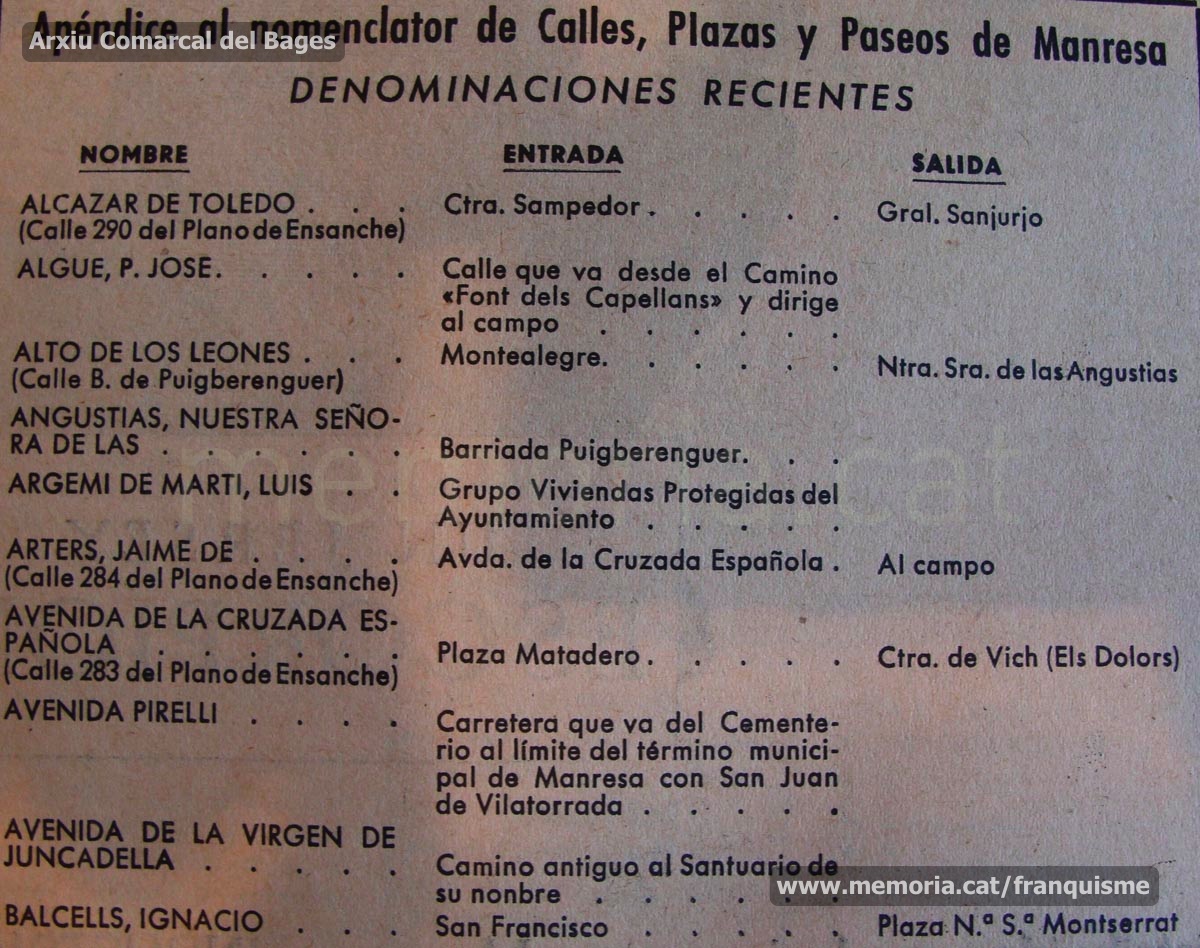 Apéndice al nomenclator de Calles, Plazas y Paseos de Manresa
Arxiu Comarcal del Bages
DENOMINACIONES RECIENTES
NOMBRE ENTRADA SALIDA
ALCAZAR DE TOLEDO . . . Ctra. Sampedor . . . . . Gral. Sanjurjo
(Calle 290 del Plano de Ensanche)
ALGUE, P. JOSE. . . . . Calle que va desde el Camino
«Font dels Capellans» y dirige
al campo . . . . . .
ALTO DE LOS LEONES . . . Montealegre. . . . . . Ntra. Sra. de las Angustias
(Calle B. de Puigberenguer)
ANGUSTIAS, NUESTRA SEÑO-
RA DE LAS . . . . . . Barriada Puigberenguer. . .
ARGEMI DE MARTI, LUIS . . Grupo Viviendas Protegidas del
Ayuntamiento . . . . .
ARTERS, JAIME DE . . . . Avda. de la Cruzada Española . Al campo
(Calle 284 del Plano de Ensanche)
AVENIDA DE LA CRUZADA ES-
PAÑOLA . . . . . . Plaza Matadero . . . . . Ctra. de Vich (Els Dolors)
(Calle 283 del Plano de Ensanche)
AVENIDA PIRELLI . . . . Carretera que va del Cemente-
rio al límite del término munici-
pal de Manresa con San Juan
de Vilatorrada . . . . .
AVENIDA DE LA VIRGEN DE
JUNCADELLA . . . . . Camino antiguo al Santuario de
su nonbre . . . . . .
www.memoria.cat/franquisme
BALCELLS, IGNACIO . . . San Francisco . . . . . Plaza N.ª S.ª Montserrat